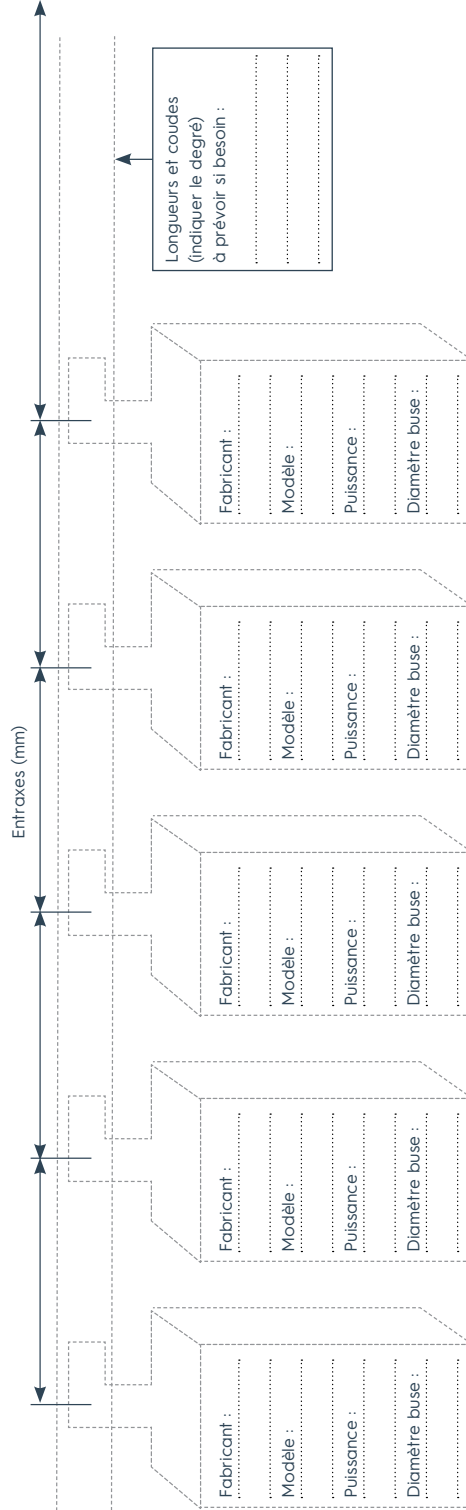 Entraxes (mm)
Fabricant :
Modèle :
Puissance :
Diamètre buse :
Fabricant :
Modèle :
Puissance :
Diamètre buse :
Fabricant :
Modèle :
Puissance :
Diamètre buse :
Fabricant :
Modèle :
Puissance :
Diamètre buse :
Fabricant :
Modèle :
Puissance :
Diamètre buse :
Longueurs et coudes
(indiquer le degré)
à prévoir si besoin :